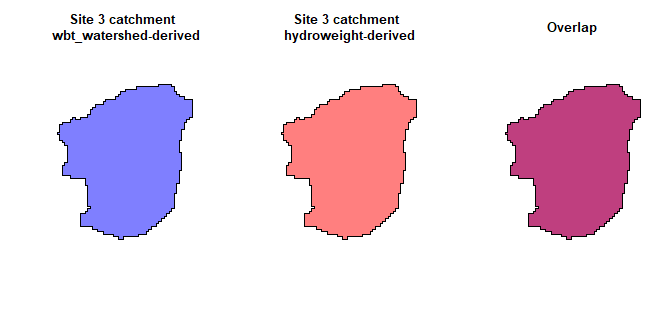 Site 3 catchment
wbt_watershed-derived
Site 3 catchment
hydroweight-derived
Overlap